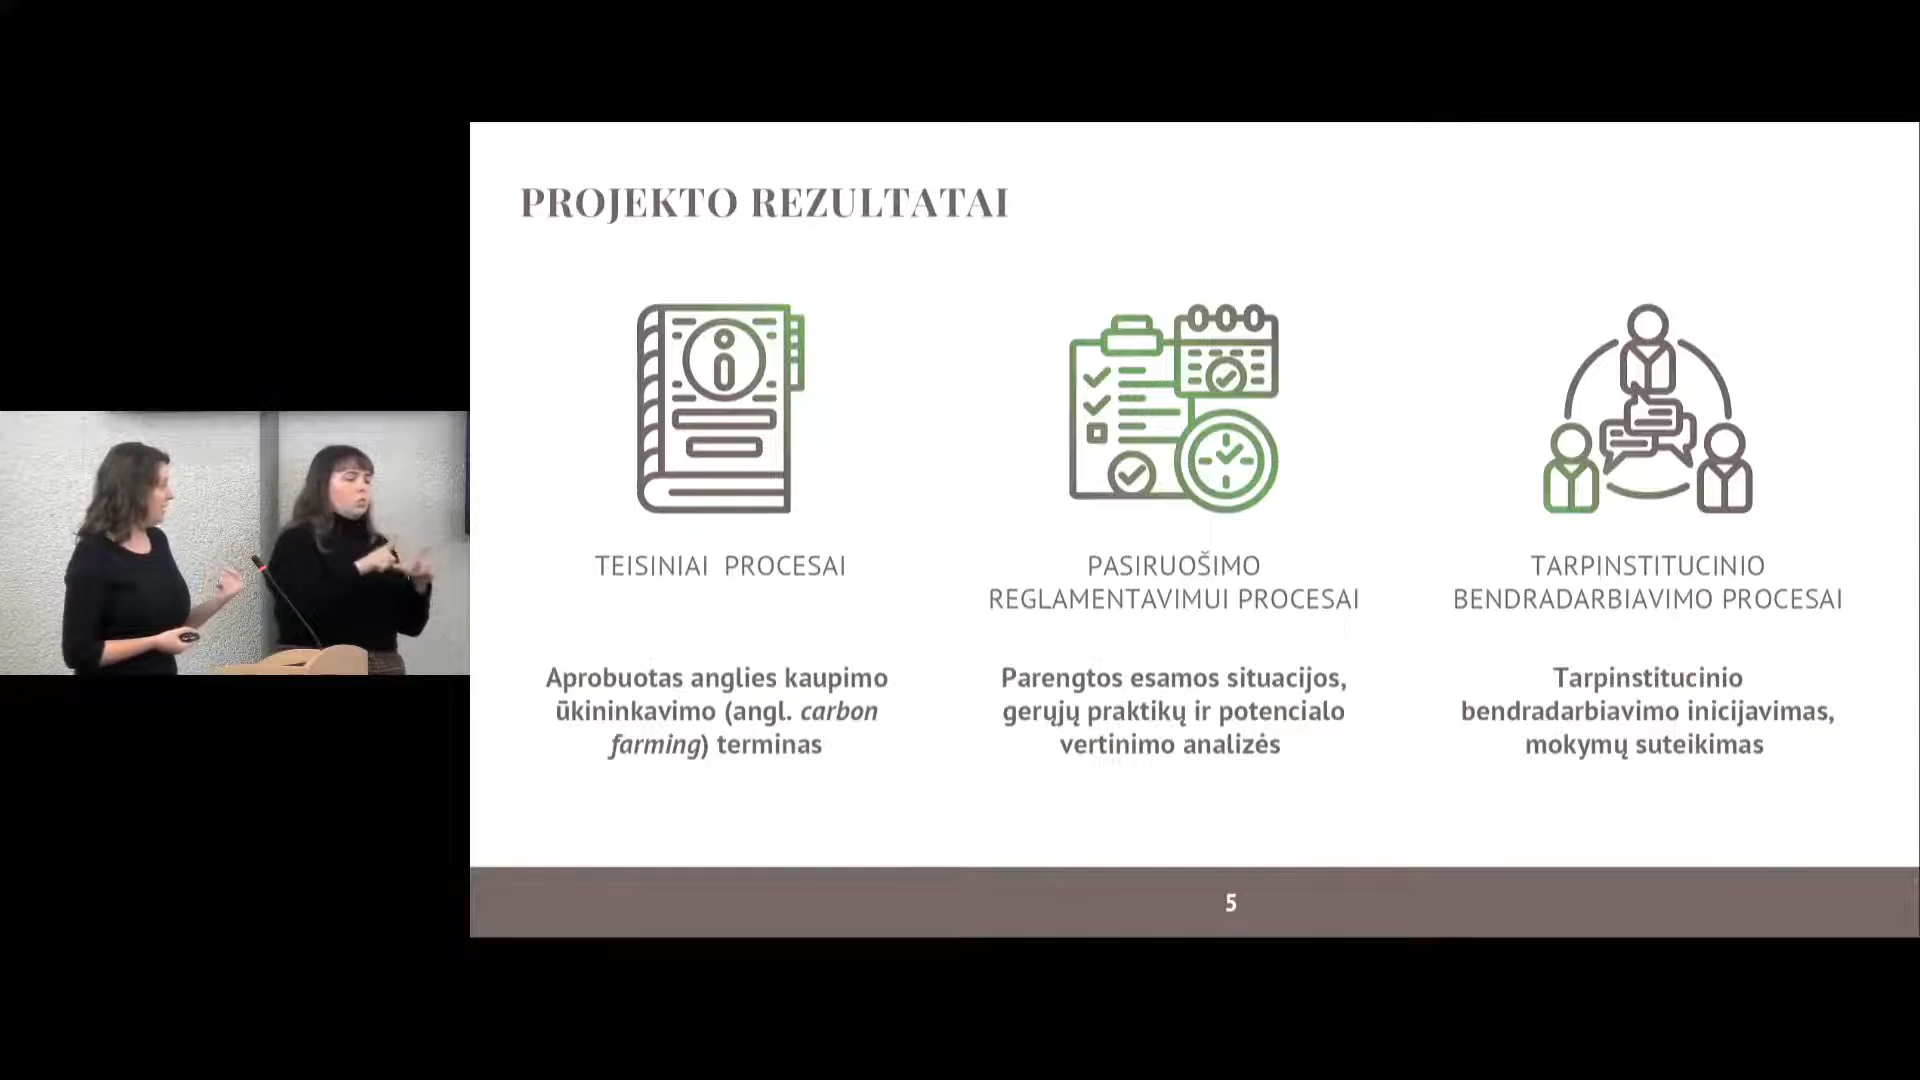 PROJEKTO REZULTATAI
TEISINIAI PROCESAI
Aprobuotas anglies kaupimo
ūkininkavimo (angl. carbon
farming) terminas
PASIRUOŠIMO
REGLAMENTAVIMUI PROCESAI
Parengtos esamos situacijos,
gerųjų praktikų ir potencialo
vertinimo analizės
TARPINSTITUCINIO
BENDRADARBIAVIMO PROCESAI
Tarpinstitucinio
bendradarbiavimo inicijavimas,
mokymų suteikimas
5